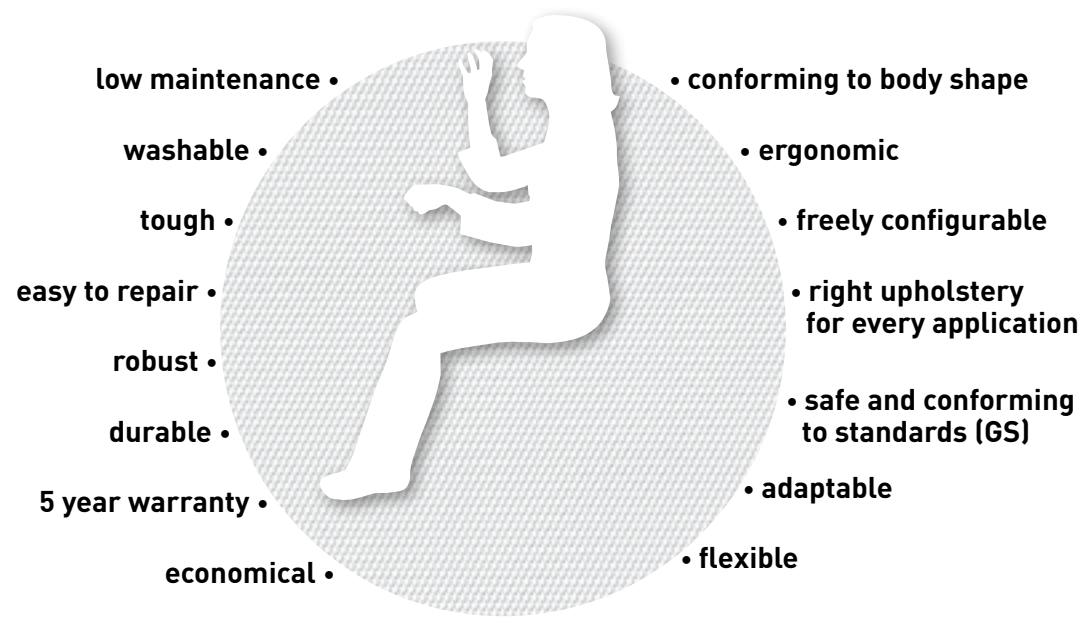 low maintenance •
washable •
tough •
easy to repair •
robust •
durable •
5 year warranty •
economical •
• conforming to body shape
• ergonomic
• freely configurable
• right upholstery
for every application
• safe and conforming
to standards (GS)
• adaptable
• flexible